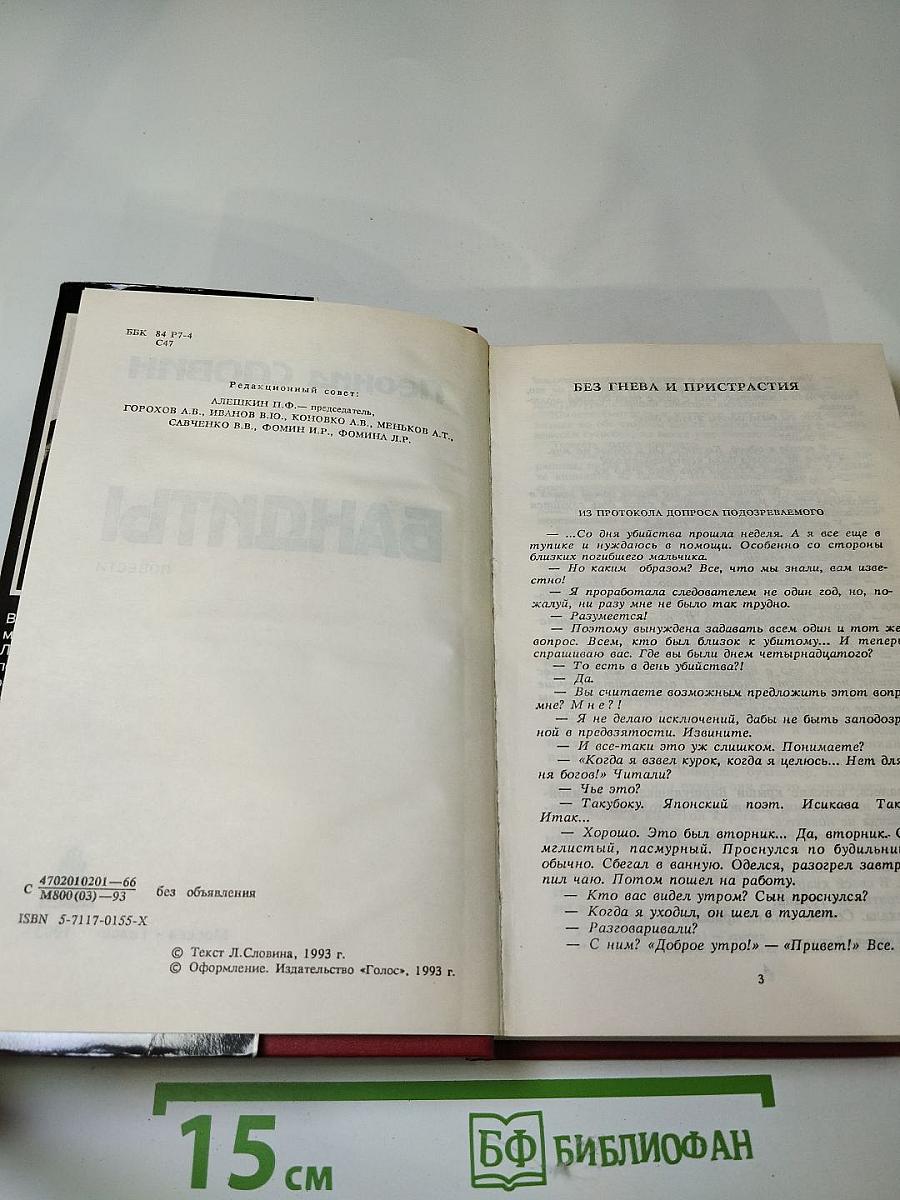 ББК 84 Р7-4
С47
Редакционный совет:
АЛЕШКИН П.Ф.— председатель,
ГОРОХОВ А.В., ИВАНОВ В.Ю., КОНОВКО А.В., МЕНЬКОВ А.Т.,
САВЧЕНКО В.В., ФОМИН И.Р., ФОМИНА Л.Р.
С 4702010201—66
М800(03)—93 без объявления
ISBN 5-7117-0155-X
© Текст Л.Словина, 1993 г.
© Оформление. Издательство «Голос», 1993 г.
БЕЗ ГНЕВА И ПРИСТРАСТИЯ
ИЗ ПРОТОКОЛА ДОПРОСА ПОДОЗРЕВАЕМОГО
— ...Со дня убийства прошла неделя. А я все еще в
тупике и нуждаюсь в помощи. Особенно со стороны
близких погибшего мальчика.
— Но каким образом? Все, что мы знали, вам изве-
стно!
— Я проработала следователем не один год, но, по-
жалуй, ни разу мне не было так трудно.
— Разумеется!
— Поэтому вынуждена задавать всем один и тот же
вопрос. Всем, кто был близок к убитому... И теперь
спрашиваю вас. Где вы были днем четырнадцатого?
— То есть в день убийства?!
— Да.
— Вы считаете возможным предложить этот вопр
мне? Мне?!
— Я не делаю исключений, дабы не быть заподозр
ной в предвзятости. Извините.
— И все-таки это уж слишком. Понимаете?
— «Когда я взвел курок, когда я целюсь... Нет для
ня богов!» Читали?
— Чье это?
— Такубоку. Японский поэт. Исикава Так
Итак...
— Хорошо. Это был вторник... Да, вторник. С
мглистый, пасмурный. Проснулся по будильни
обычно. Сбегал в ванную. Оделся, разогрел завтр
пил чаю. Потом пошел на работу.
— Кто вас видел утром? Сын проснулся?
— Когда я уходил, он шел в туалет.
— Разговаривали?
— С ним? «Доброе утро!» — «Привет!» Все.
3
15 см
БФ БИБЛИОФАН